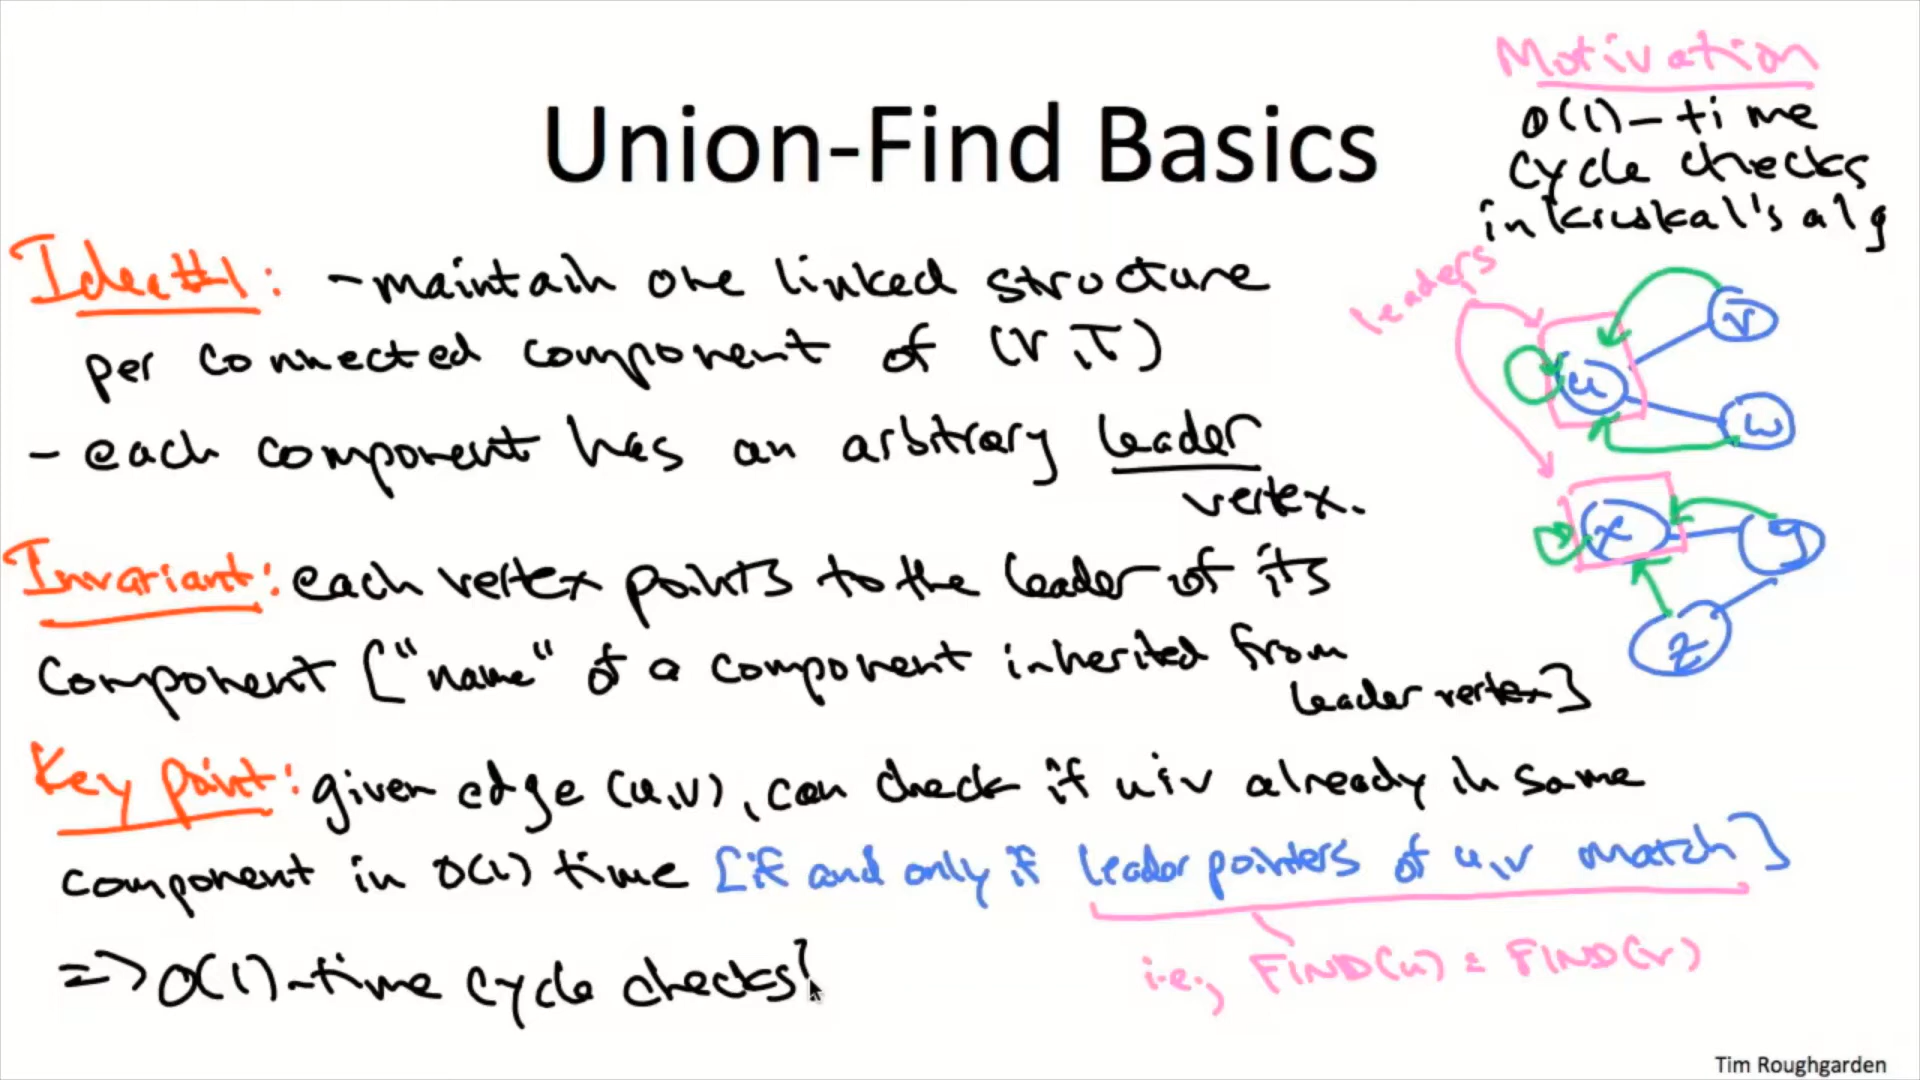 Motivation
O(1)-time
cycle checks
in Kruskal's alg
Union-Find Basics
Idea #1: - maintain one linked structure
per connected component of (V,T)
- each component has an arbitrary leader
vertex.
Invariant: each vertex points to the leader of its
component ["name" of a component inherited from
leader vertex]
Key point: given edge (u,v), can check if u&v already in same
component in O(1) time [if and only if leader pointers of u,v match]
i.e., FIND(u) = FIND(v)
=> O(1)-time cycle checks!
leaders
v
u
w
x
y
z
Tim Roughgarden